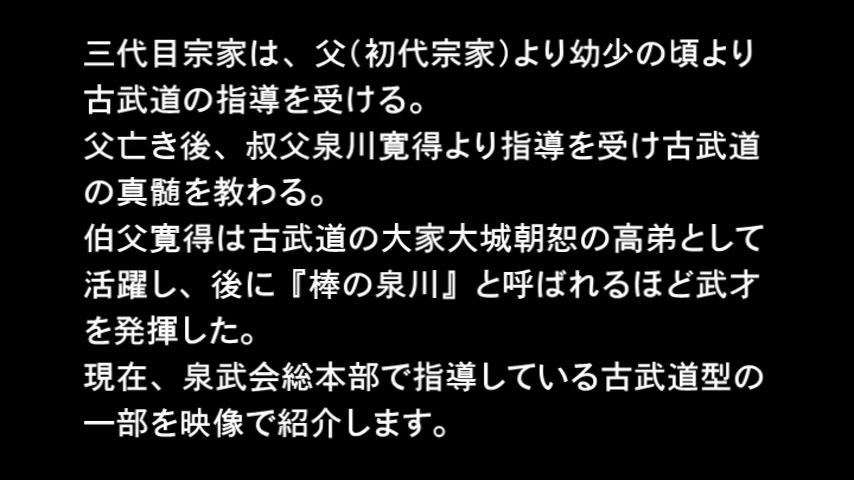 三代目宗家は、父(初代宗家)より幼少の頃より
古武道の指導を受ける。
父亡き後、叔父泉川寛得より指導を受け古武道
の真髄を教わる。
伯父寛得は古武道の大家大城朝恕の高弟として
活躍し、後に『棒の泉川』と呼ばれるほど武才
を発揮した。
現在、泉武会総本部で指導している古武道型の
一部を映像で紹介します。